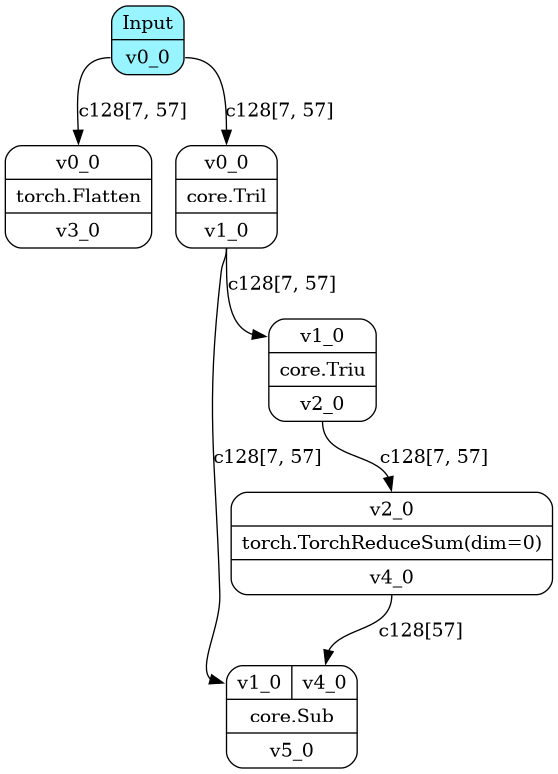 Input
v0_0
c128[7, 57]
c128[7, 57]
v0_0
torch.Flatten
v3_0
v0_0
core.Tril
v1_0
c128[7, 57]
v1_0
core.Triu
v2_0
c128[7, 57]
c128[7, 57]
v2_0
torch.TorchReduceSum(dim=0)
v4_0
c128[57]
v1_0 v4_0
core.Sub
v5_0